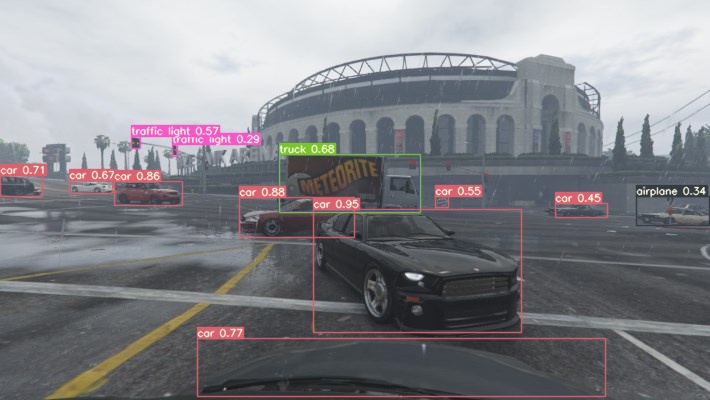 traffic light 0.57
traffic light 0.29
truck 0.68
METEORITE
car 0.71
car 0.67
car 0.86
car 0.88
car 0.95
car 0.55
car 0.45
airplane 0.34
car 0.77